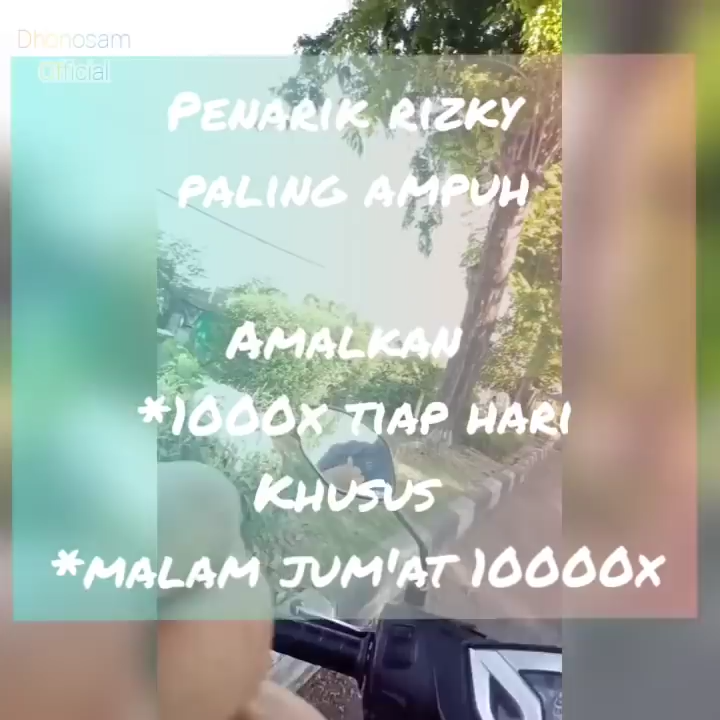 Dhonosam
Official
Penarik rizky
paling ampuh
Amalkan
*1000x tiap hari
Khusus
*malam jum'at 10000x